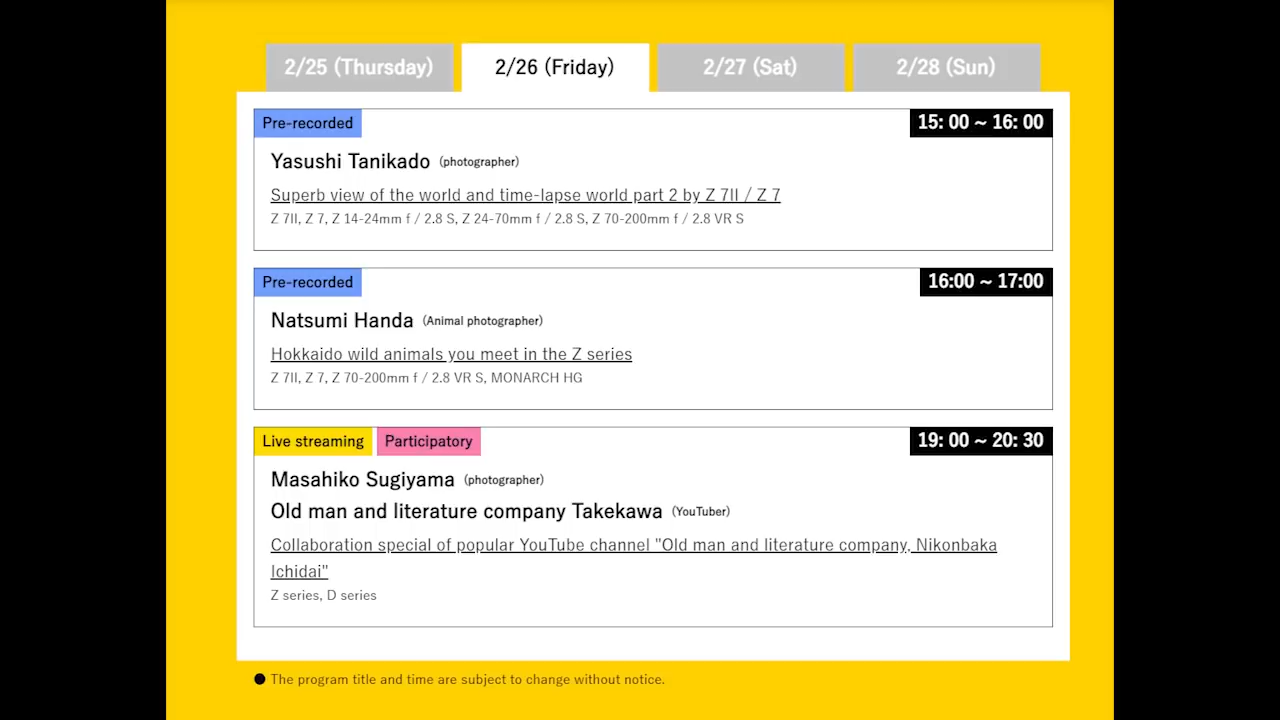 2/25 (Thursday) 2/26 (Friday) 2/27 (Sat) 2/28 (Sun)
Pre-recorded 15: 00 ~ 16: 00
Yasushi Tanikado (photographer)
Superb view of the world and time-lapse world part 2 by Z 7II / Z 7
Z 7II, Z 7, Z 14-24mm f / 2.8 S, Z 24-70mm f / 2.8 S, Z 70-200mm f / 2.8 VR S
Pre-recorded 16:00 ~ 17:00
Natsumi Handa (Animal photographer)
Hokkaido wild animals you meet in the Z series
Z 7II, Z 7, Z 70-200mm f / 2.8 VR S, MONARCH HG
Live streaming Participatory 19: 00 ~ 20: 30
Masahiko Sugiyama (photographer)
Old man and literature company Takekawa (YouTuber)
Collaboration special of popular YouTube channel "Old man and literature company, Nikonbaka
Ichidai"
Z series, D series
● The program title and time are subject to change without notice.